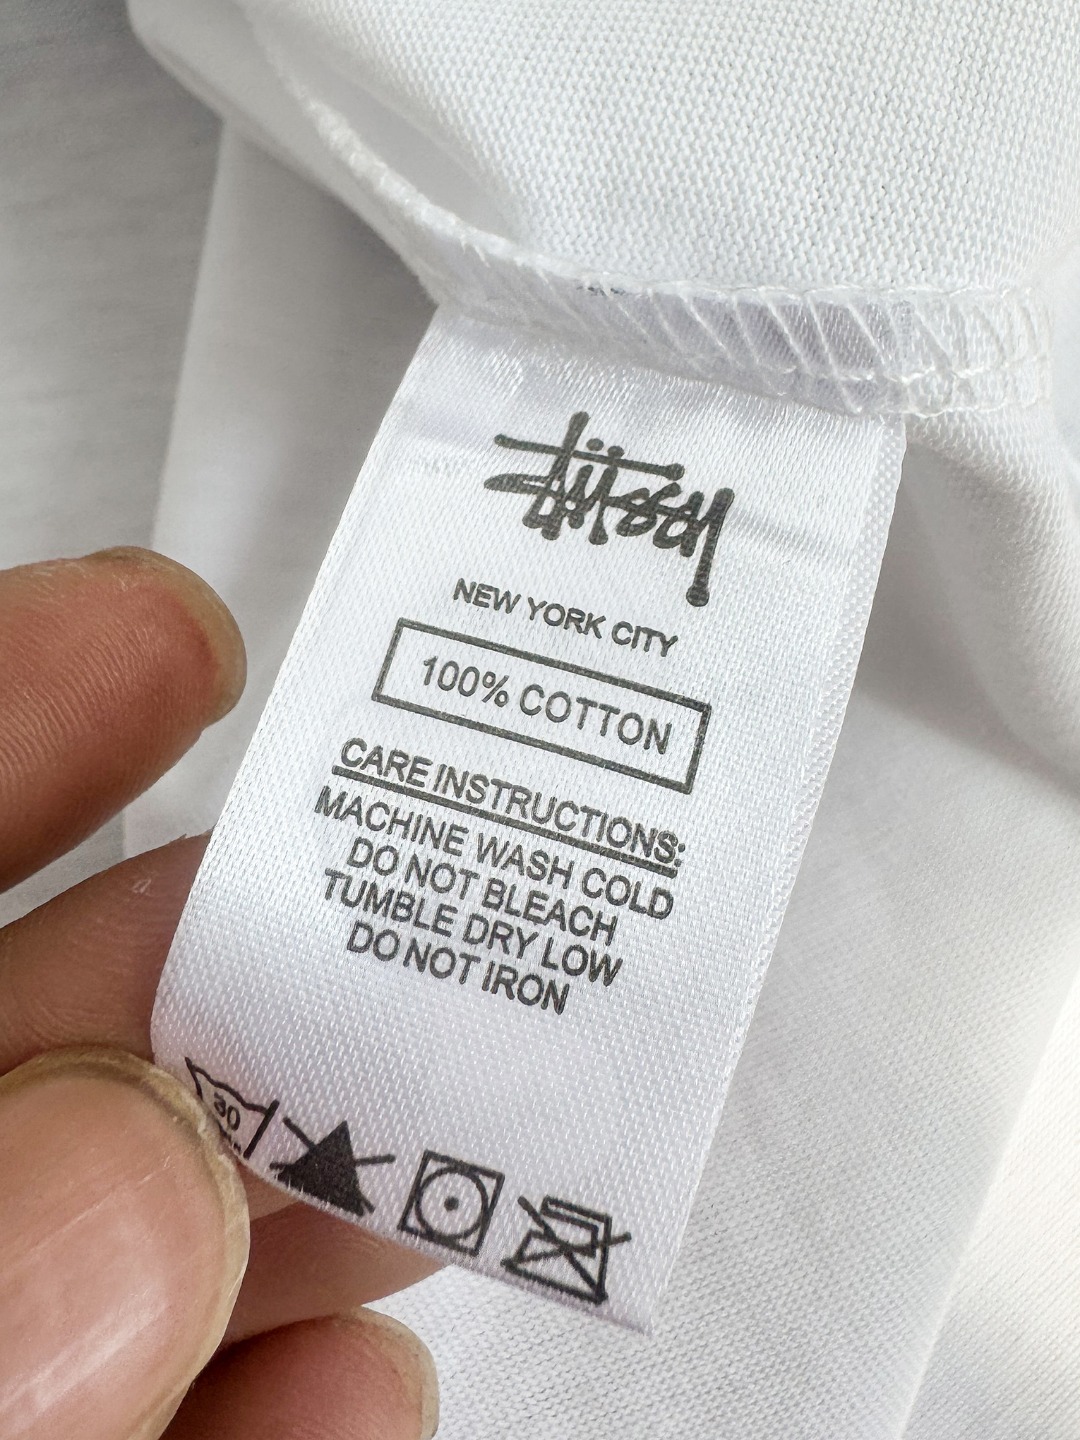 Stüssy
NEW YORK CITY
100% COTTON
CARE INSTRUCTIONS:
MACHINE WASH COLD
DO NOT BLEACH
TUMBLE DRY LOW
DO NOT IRON
30